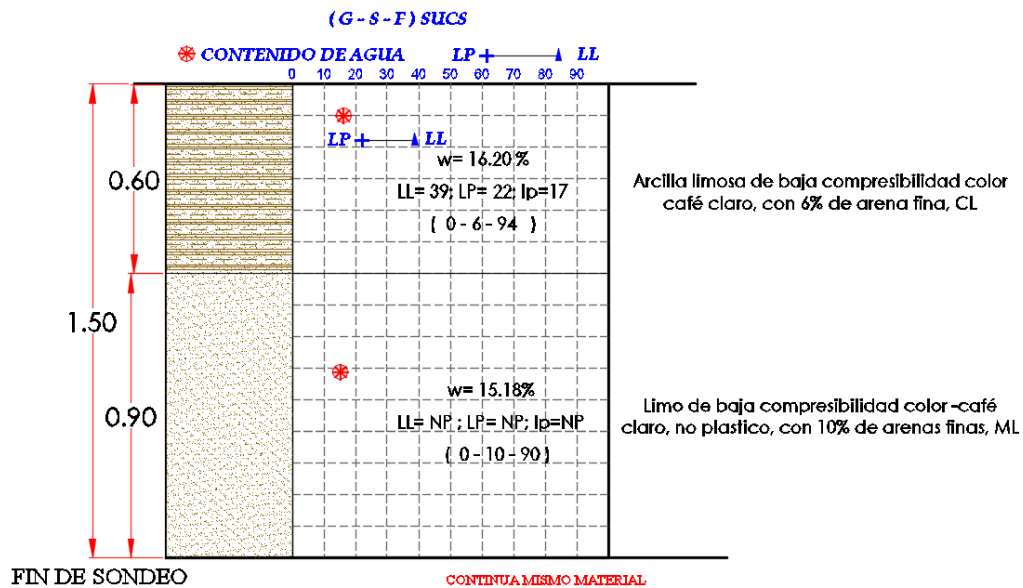 ( G - S - F ) SUCS
CONTENIDO DE AGUA LP LL
0 10 20 30 40 50 60 70 80 90
LP LL
w= 16.20 %
0.60
LL= 39; LP= 22; Ip=17
( 0 - 6 - 94 )
Arcilla limosa de baja compresibilidad color
café claro, con 6% de arena fina, CL
1.50
w= 15.18%
0.90
LL= NP ; LP= NP; Ip=NP
( 0 - 10 - 90 )
Limo de baja compresibilidad color -café
claro, no plastico, con 10% de arenas finas, ML
FIN DE SONDEO
CONTINUA MISMO MATERIAL